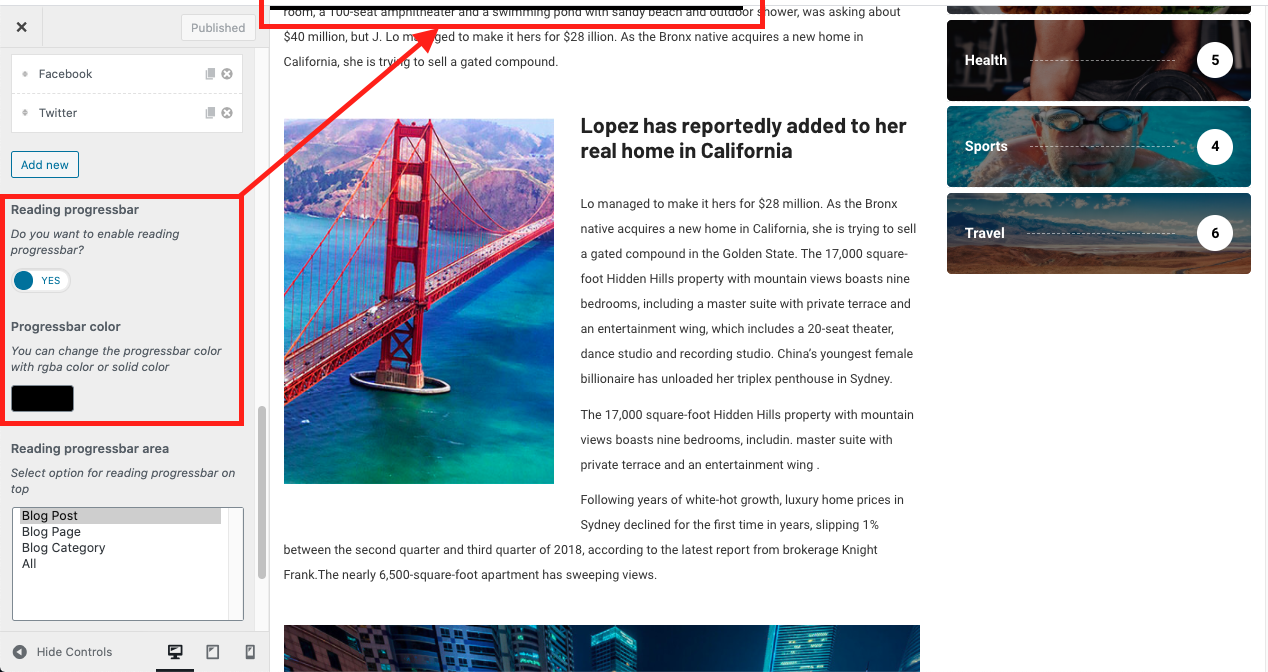 Published
Facebook
Twitter
Add new
Reading progressbar
Do you want to enable reading
progressbar?
YES
Progressbar color
You can change the progressbar color
with rgba color or solid color
Reading progressbar area
Select option for reading progressbar on
top
Blog Post
Blog Page
Blog Category
All
Hide Controls
room, a 100-seat amphitheater and a swimming pond with sandy beach and outdoor shower, was asking about
$40 million, but J. Lo managed to make it hers for $28 illion. As the Bronx native acquires a new home in
California, she is trying to sell a gated compound.
Lopez has reportedly added to her
real home in California
Lo managed to make it hers for $28 million. As the Bronx
native acquires a new home in California, she is trying to sell
a gated compound in the Golden State. The 17,000 square-
foot Hidden Hills property with mountain views boasts nine
bedrooms, including a master suite with private terrace and
an entertainment wing, which includes a 20-seat theater,
dance studio and recording studio. China’s youngest female
billionaire has unloaded her triplex penthouse in Sydney.
The 17,000 square-foot Hidden Hills property with mountain
views boasts nine bedrooms, includin. master suite with
private terrace and an entertainment wing .
Following years of white-hot growth, luxury home prices in
Sydney declined for the first time in years, slipping 1%
between the second quarter and third quarter of 2018, according to the latest report from brokerage Knight
Frank.The nearly 6,500-square-foot apartment has sweeping views.
Health 5
Sports 4
Travel 6